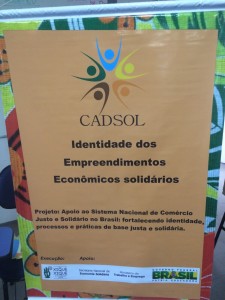 CADSOL
Identidade dos
Empreendimentos
Econômicos solidários
Projeto: Apoio ao Sistema Nacional de Comércio
Justo e Solidário no Brasil: fortalecendo identidade,
processos e práticas de base justa e solidária.
Execução: Apoio:
BRASIL